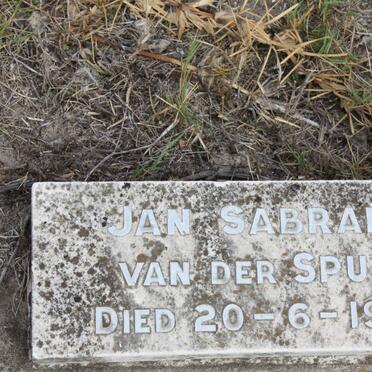 JAN SABRA
VAN DER SPU
DIED 20-6-19